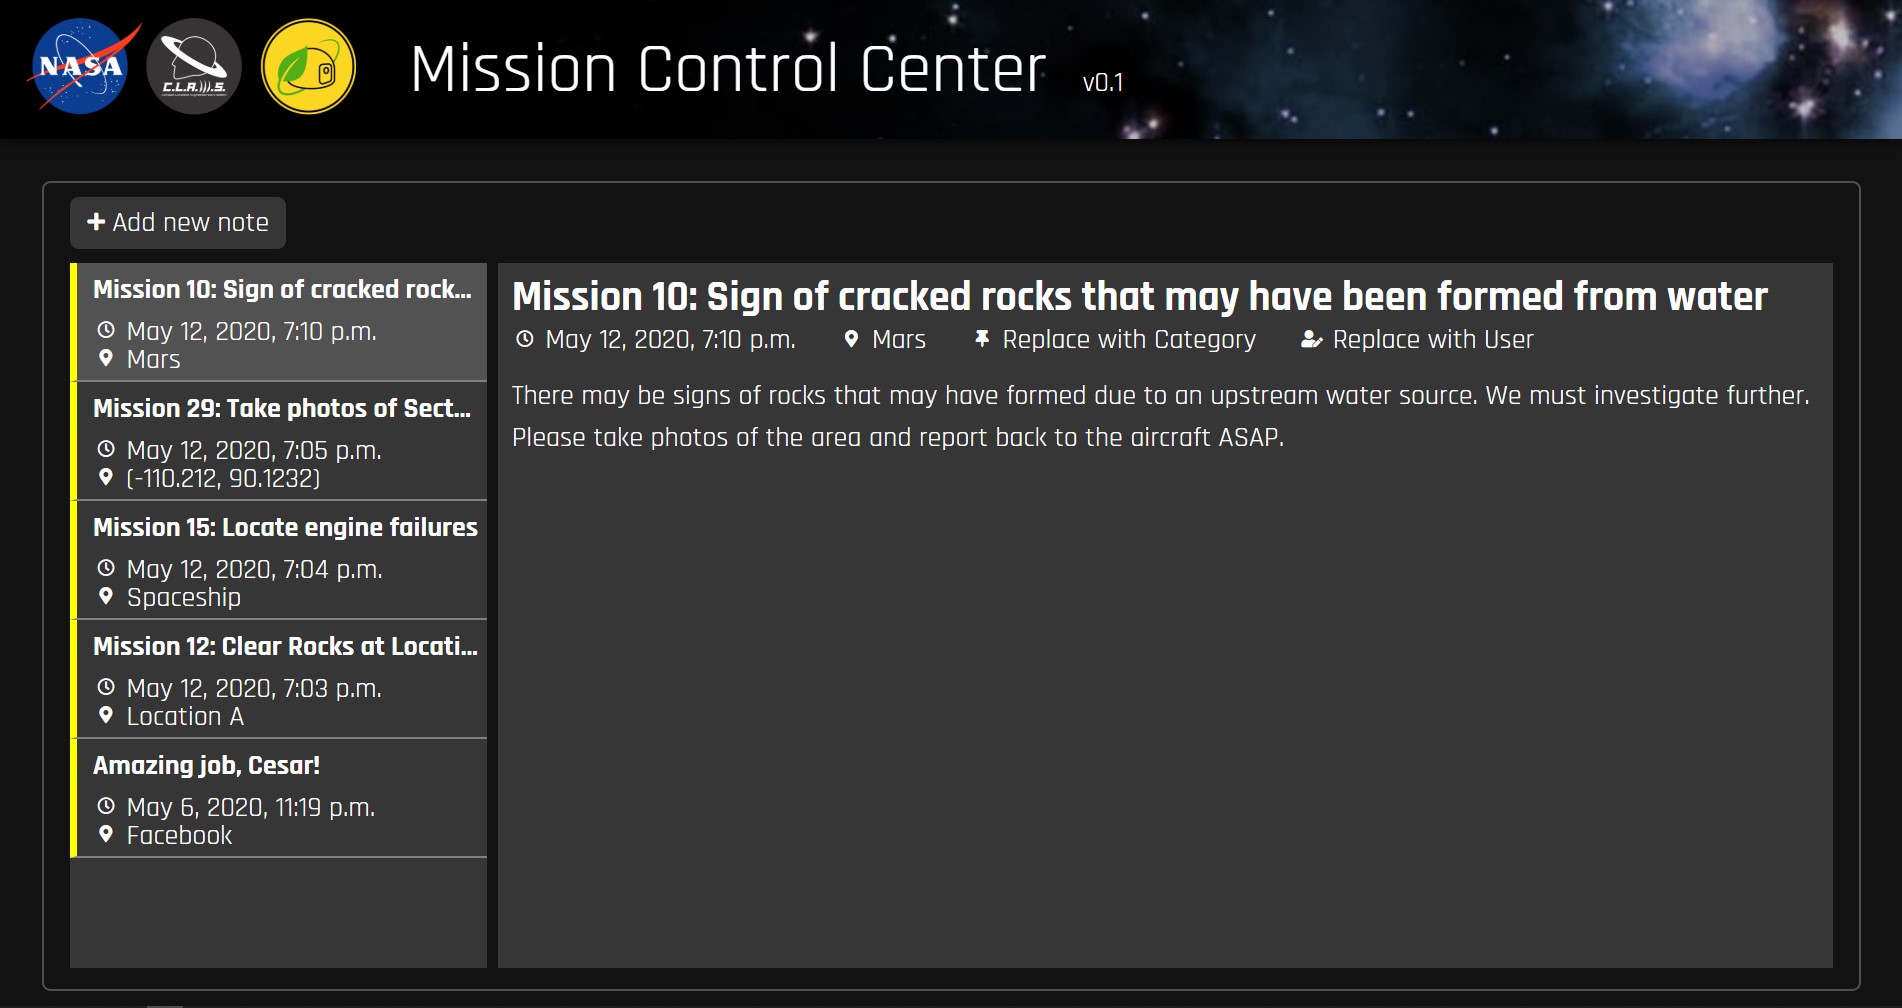 NASA
C.L.A.))).S.
Mission Control Center v0.1
Add new note
Mission 10: Sign of cracked rock...
May 12, 2020, 7:10 p.m.
Mars
Mission 29: Take photos of Sect...
May 12, 2020, 7:05 p.m.
(-110.212, 90.1232)
Mission 15: Locate engine failures
May 12, 2020, 7:04 p.m.
Spaceship
Mission 12: Clear Rocks at Locati...
May 12, 2020, 7:03 p.m.
Location A
Amazing job, Cesar!
May 6, 2020, 11:19 p.m.
Facebook
Mission 10: Sign of cracked rocks that may have been formed from water
May 12, 2020, 7:10 p.m. Mars Replace with Category Replace with User
There may be signs of rocks that may have formed due to an upstream water source. We must investigate further.
Please take photos of the area and report back to the aircraft ASAP.